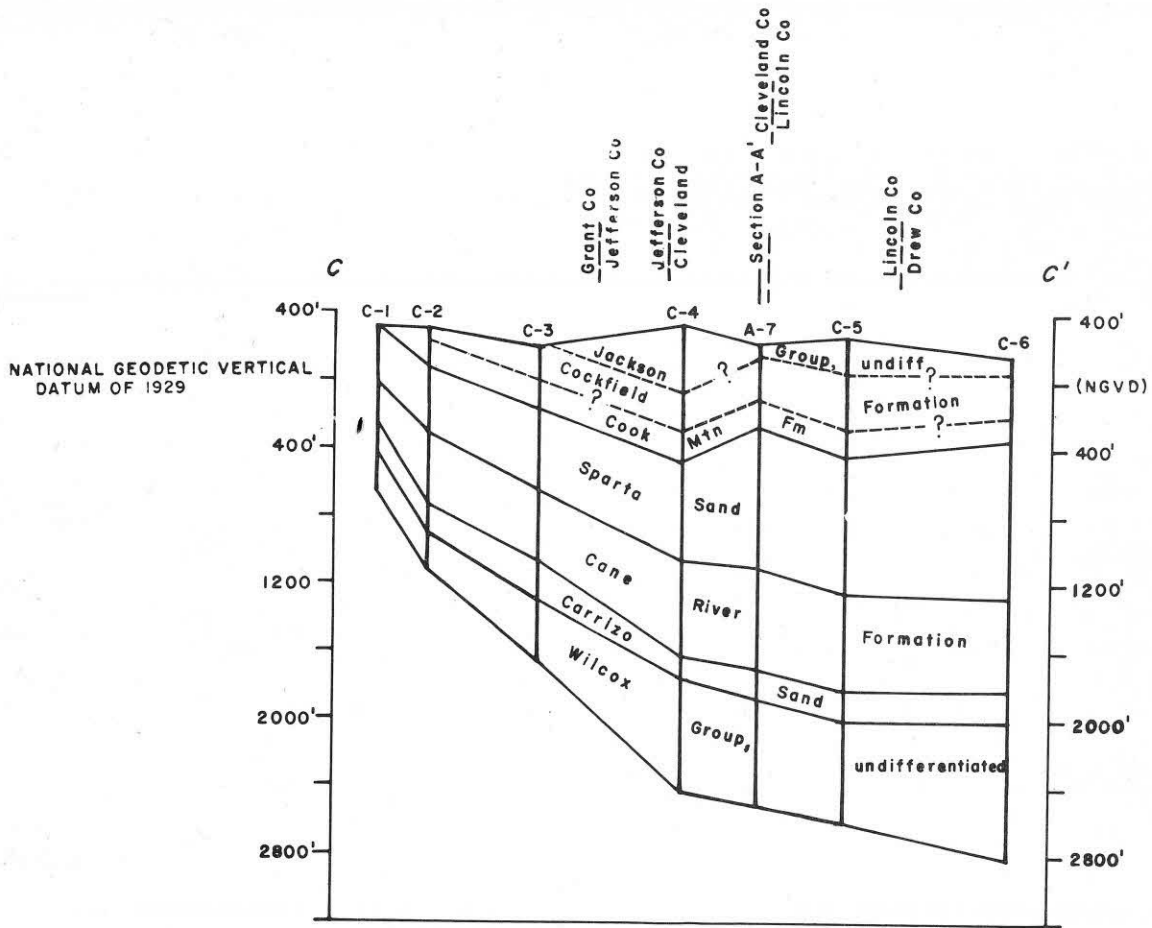 Cleveland Co
Lincoln Co
Section A-A'
Grant Co
Jefferson Co
Jefferson Co
Cleveland
Lincoln Co
Drew Co
C
C'
400'
C-1
C-2
C-3
C-4
A-7
C-5
C-6
400'
NATIONAL GEODETIC VERTICAL
DATUM OF 1929
(NGVD)
Jackson
?
Group,
undiff
?
Cockfield
?
Formation
?
Cook
Mtn
Fm
400'
400'
Sparta
Sand
1200
1200'
Cane
River
Formation
Carrizo
Sand
Wilcox
Group,
undifferentiated
2000'
2000'
2800'
2800'